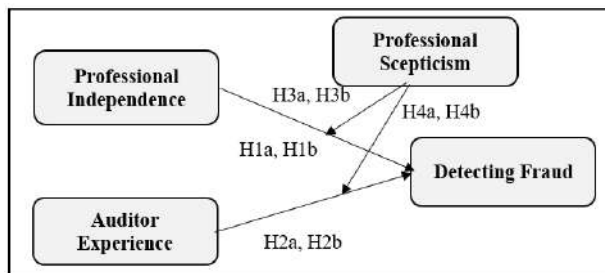 Professional
Scepticism
Professional
Independence
H3a, H3b
H4a, H4b
H1a, H1b
Detecting Fraud
Auditor
Experience
H2a, H2b